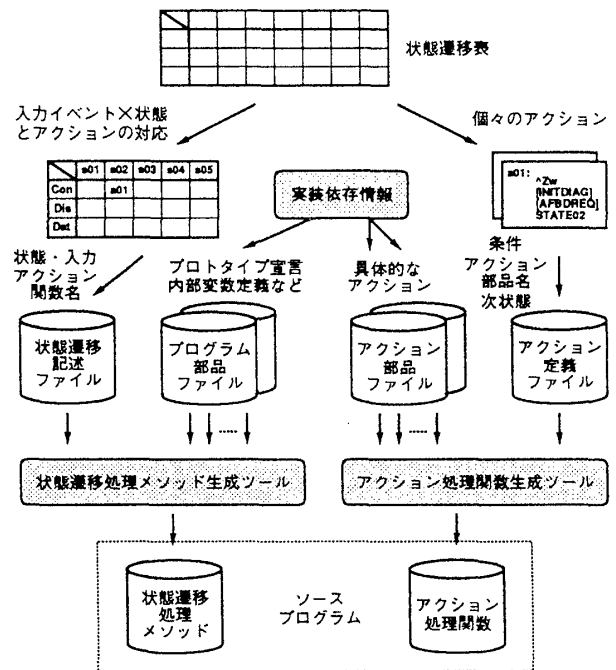 状態遷移表
入力イベント×状態
とアクションの対応
個々のアクション
s01 s02 s03 s04 s05
Con a01
Dis
Dat
実装依存情報
a01:
^Zw
[INITDIAG]
[AFBDREQ]
STATE02
状態・入力
アクション
関数名
プロトタイプ宣言
内部変数定義など
具体的な
アクション
条件
アクション
部品名
次状態
状態遷移
記述
ファイル
プログラム
部品
ファイル
アクション
部品
ファイル
アクション
定義
ファイル
状態遷移処理メソッド生成ツール
アクション処理関数生成ツール
状態遷移
処理
メソッド
ソース
プログラム
アクション
処理関数